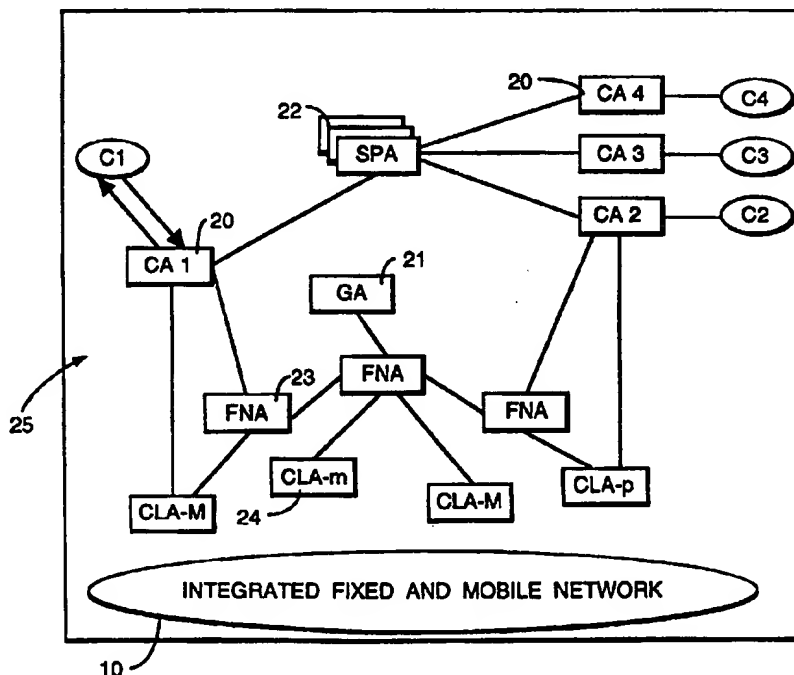 20
CA 4
C4
22
SPA
CA 3
C3
C1
20
CA 2
C2
CA 1
21
GA
23
FNA
FNA
FNA
25
CLA-m
CLA-p
CLA-M
24
CLA-M
INTEGRATED FIXED AND MOBILE NETWORK
10